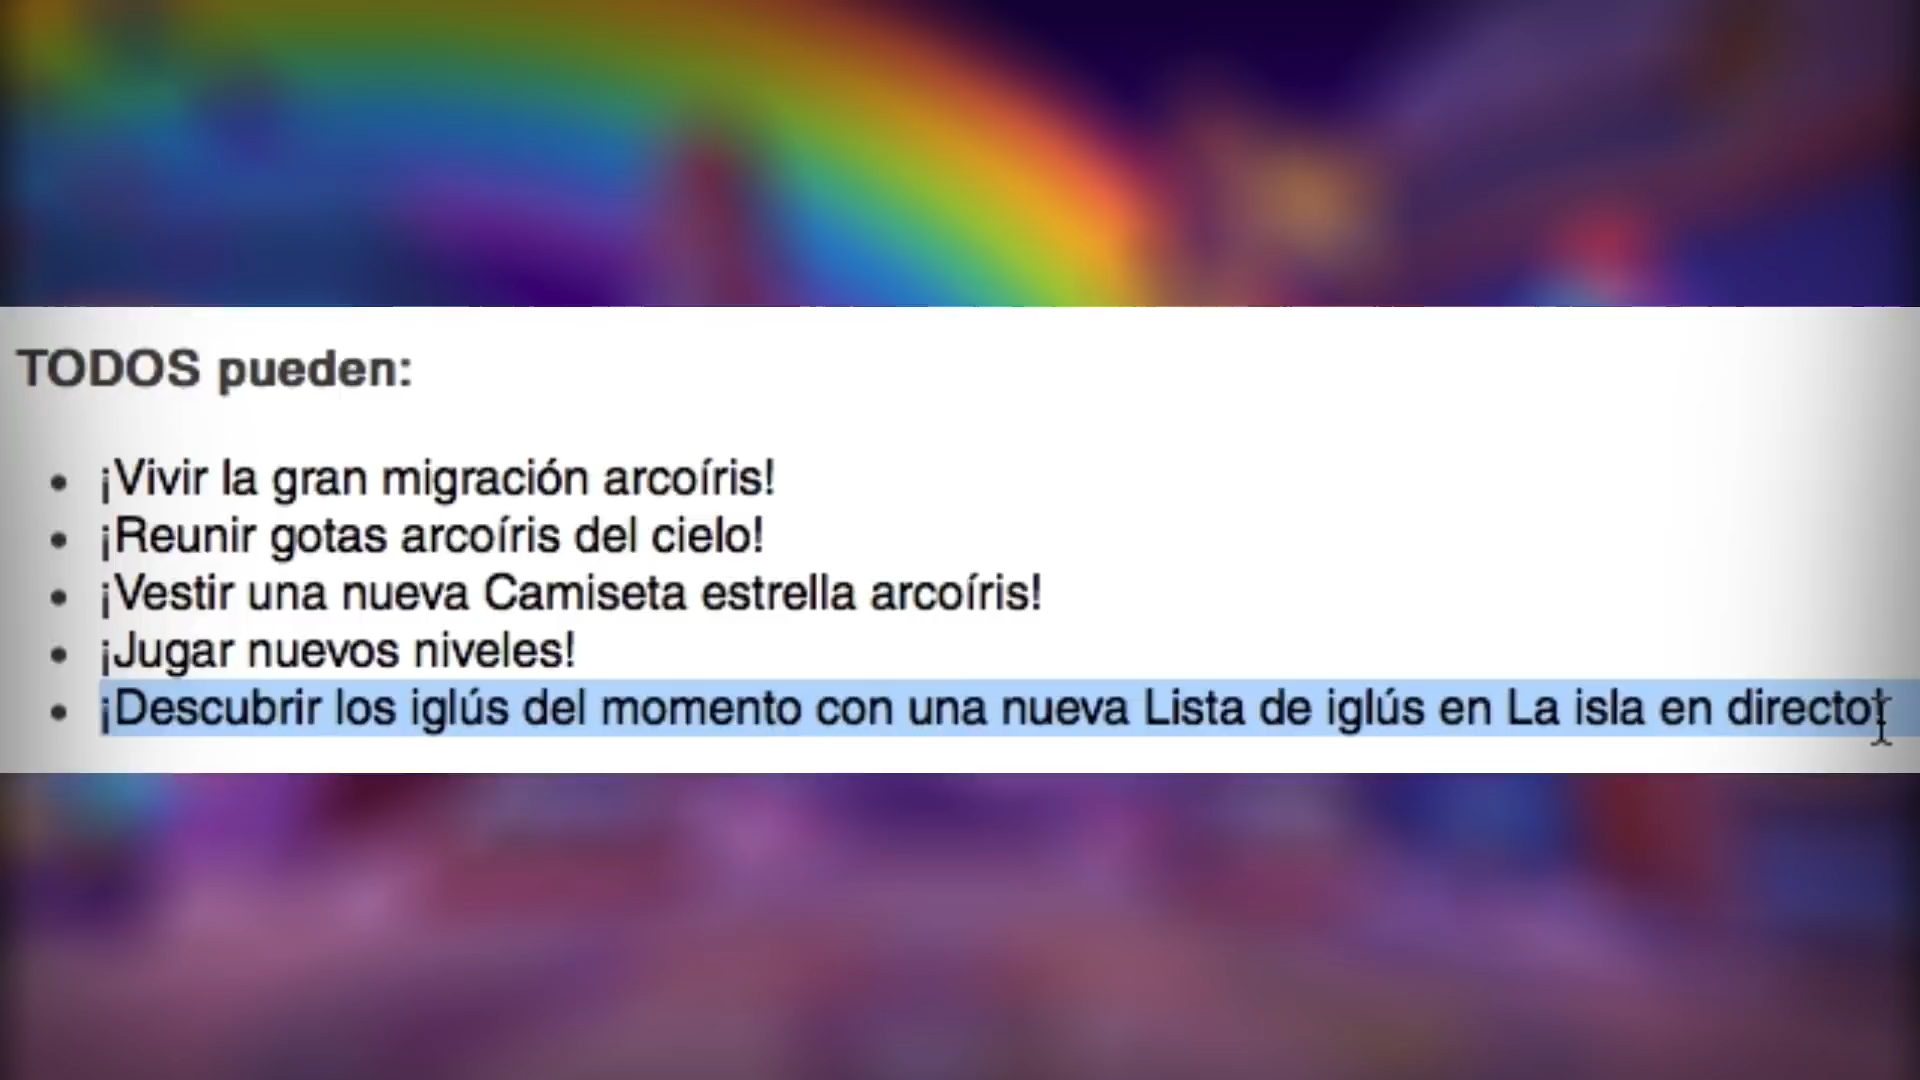 TODOS pueden:
¡Vivir la gran migración arcoíris!
¡Reunir gotas arcoíris del cielo!
¡Vestir una nueva Camiseta estrella arcoíris!
¡Jugar nuevos niveles!
¡Descubrir los iglús del momento con una nueva Lista de iglús en La isla en directo!